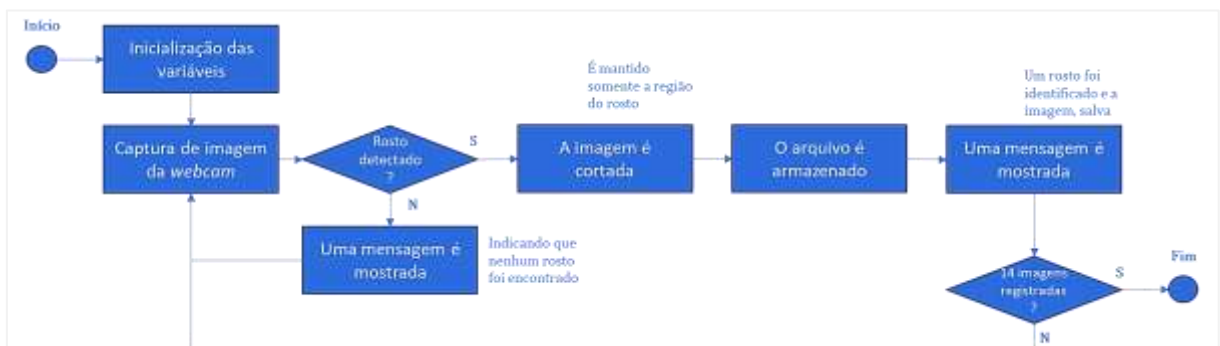 Início
Inicialização das
variáveis
Captura de imagem
da webcam
Rosto
detectado
?
S
N
Uma mensagem é
mostrada
Indicando que
nenhum rosto
foi encontrado
É mantido
somente a região
do rosto
A imagem é
cortada
O arquivo é
armazenado
Um rosto foi
identificado e a
imagem, salva
Uma mensagem é
mostrada
14 imagens
registradas
?
S
Fim
N